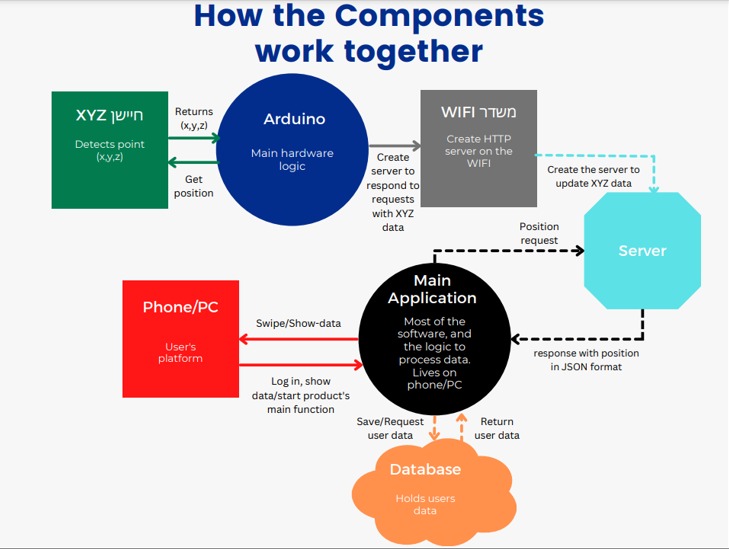 How the Components
work together
XYZ חיישן
Detects point
(x,y,z)
Returns
(x,y,z)
Get
position
Arduino
Main hardware
logic
Create
server to
respond to
requests
with XYZ
data
WIFI משדר
Create HTTP
server on the
WIFI
Create the server to
update XYZ data
Server
Position
request
response with position
in JSON format
Main
Application
Most of the
software, and
the logic to
process data.
Lives on
phone/PC
Phone/PC
User's
platform
Swipe/Show-data
Log in, show
data/start product's
main function
Save/Request
user data
Return
user data
Database
Holds users
data